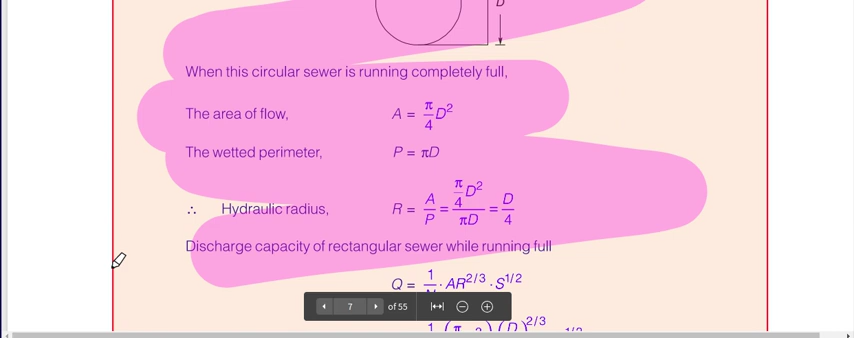 D
When this circular sewer is running completely full,
The area of flow, A = π/4 D²
The wetted perimeter, P = πD
∴ Hydraulic radius, R = A/P = (π/4 D²)/(πD) = D/4
Discharge capacity of rectangular sewer while running full
Q = 1/N · AR^2/3 · S^1/2
7 of 55